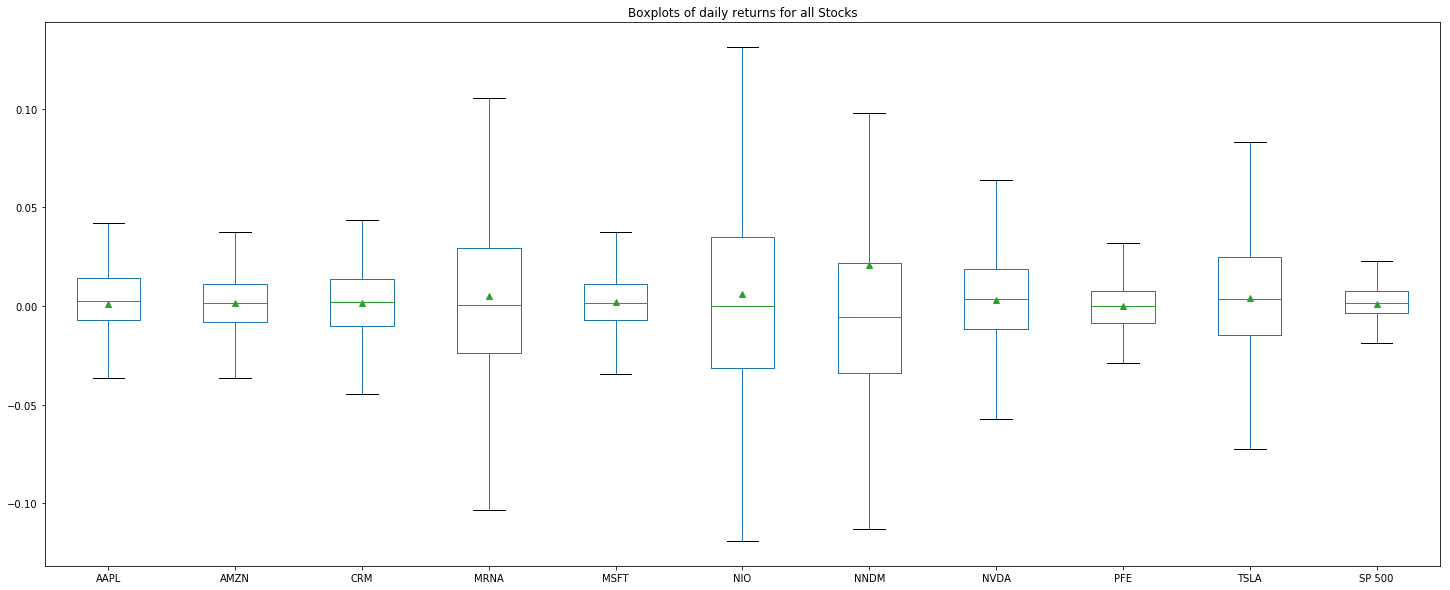 Boxplots of daily returns for all Stocks
0.10
0.05
0.00
−0.05
−0.10
AAPL AMZN CRM MRNA MSFT NIO NNDM NVDA PFE TSLA SP 500